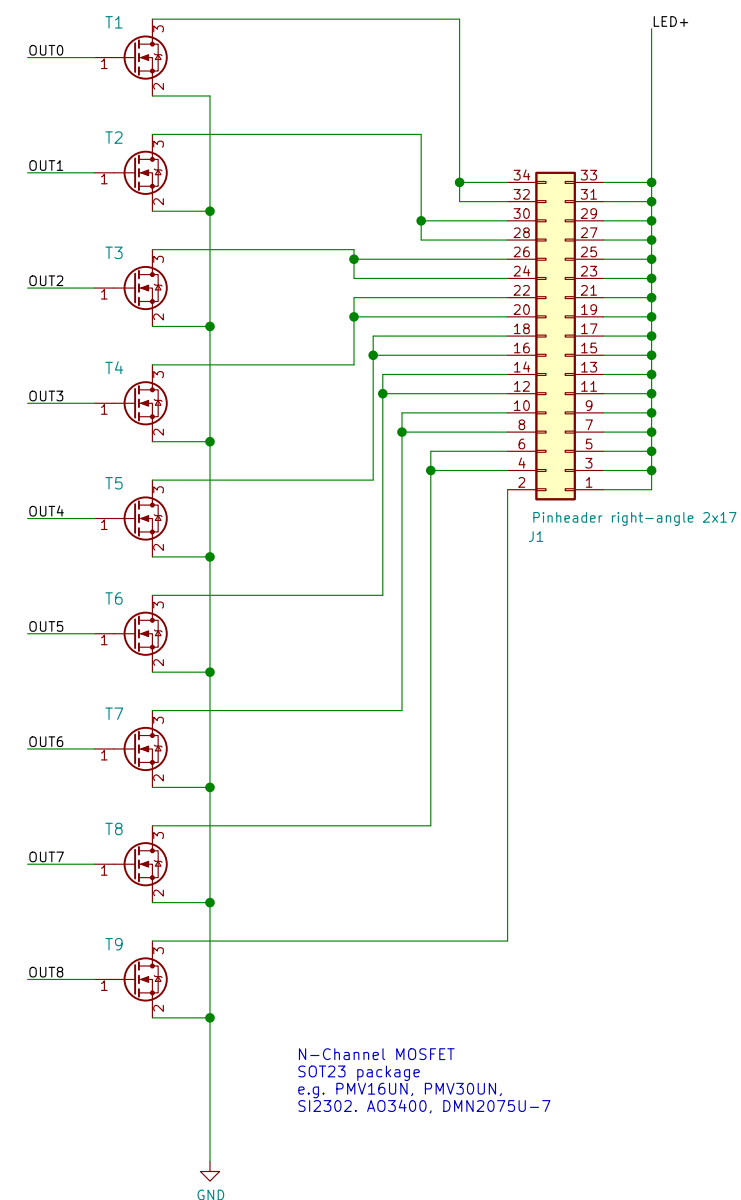 T1
3
OUT0
1
2
LED+
T2
3
OUT1
1
2
T3
3
OUT2
1
2
T4
3
OUT3
1
2
T5
3
OUT4
1
2
T6
3
OUT5
1
2
T7
3
OUT6
1
2
T8
3
OUT7
1
2
T9
3
OUT8
1
2
34 33
32 31
30 29
28 27
26 25
24 23
22 21
20 19
18 17
16 15
14 13
12 11
10 9
8 7
6 5
4 3
2 1
Pinheader right-angle 2x17
J1
N-Channel MOSFET
SOT23 package
e.g. PMV16UN, PMV30UN,
SI2302. AO3400, DMN2075U-7
GND